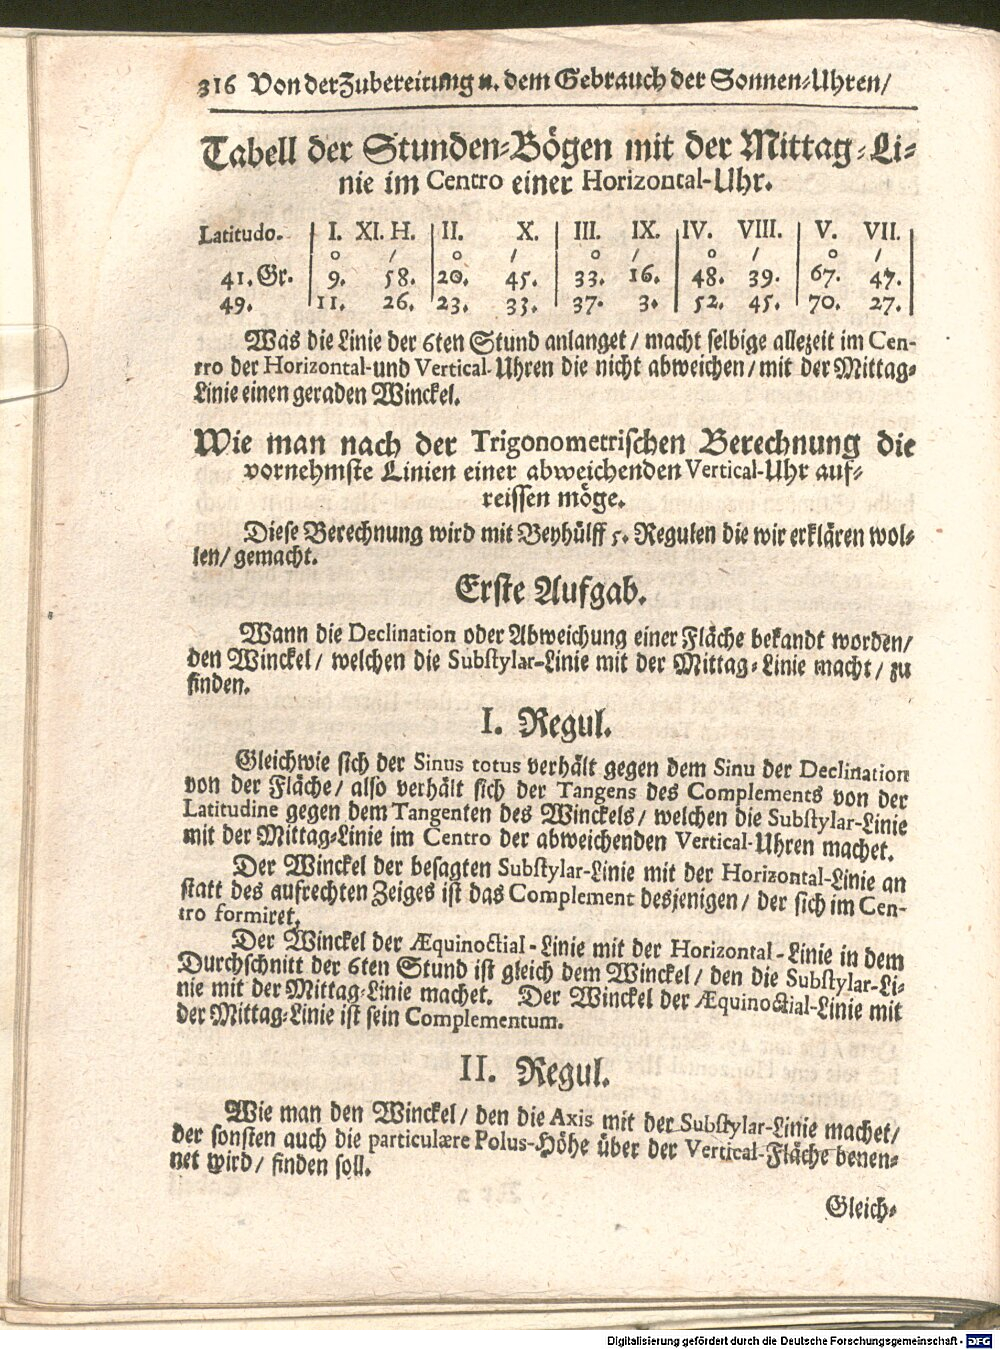 316 Von der Zubereitung u. dem Gebrauch der Sonnen-Uhren/
Tabell der Stunden-Bögen mit der Mittag-Li-
nie im Centro einer Horizontal-Uhr.
Latitudo. I. XI. H. II. X. III. IX. IV. VIII. V. VII.
o / o / o / o / o /
41. Gr. 9. 58. 20. 45. 33. 16. 48. 39. 67. 47.
49. 11. 26. 23. 33. 37. 3. 52. 45. 70. 27.
Was die Linie der 6ten Stund anlanget / macht selbige allezeit im Cen-
tro der Horizontal-und Vertical-Uhren die nicht abweichen / mit der Mittag-
Linie einen geraden Winckel.
Wie man nach der Trigonometrischen Berechnung die
vornehmste Linien einer abweichenden Vertical-Uhr auf-
reissen möge.
Diese Berechnung wird mit Beyhülff 5. Regulen die wir erklären wol-
len / gemacht.
Erste Aufgab.
Wann die Declination oder Abweichung einer Fläche bekandt worden /
den Winckel / welchen die Substylar-Linie mit der Mittag-Linie macht / zu
finden.
I. Regul.
Gleichwie sich der Sinus totus verhält gegen dem Sinu der Declination
von der Fläche / also verhält sich der Tangens des Complements von der
Latitudine gegen dem Tangenten des Winckels / welchen die Substylar-Linie
mit der Mittag-Linie im Centro der abweichenden Vertical-Uhren machet.
Der Winckel der besagten Substylar-Linie mit der Horizontal-Linie an
statt des aufrechten Zeiges ist das Complement desjenigen / der sich im Cen-
tro formiret.
Der Winckel der Æquinoctial-Linie mit der Horizontal-Linie in dem
Durchschnitt der 6ten Stund ist gleich dem Winckel / den die Substylar-Li-
nie mit der Mittag-Linie machet. Der Winckel der Æquinoctial-Linie mit
der Mittag-Linie ist sein Complementum.
II. Regul.
Wie man den Winckel / den die Axis mit der Substylar-Linie machet /
der sonsten auch die particulære Polus-Höhe über der Vertical-Fläche benen-
net wird / finden soll.
Gleich-
Digitalisierung gefördert durch die Deutsche Forschungsgemeinschaft - DFG